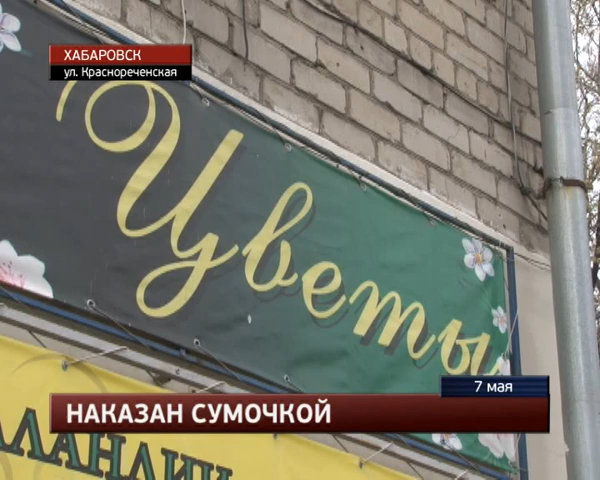 ХАБАРОВСК
ул. Краснореченская
Цветы
7 мая
НАКАЗАН СУМОЧКОЙ